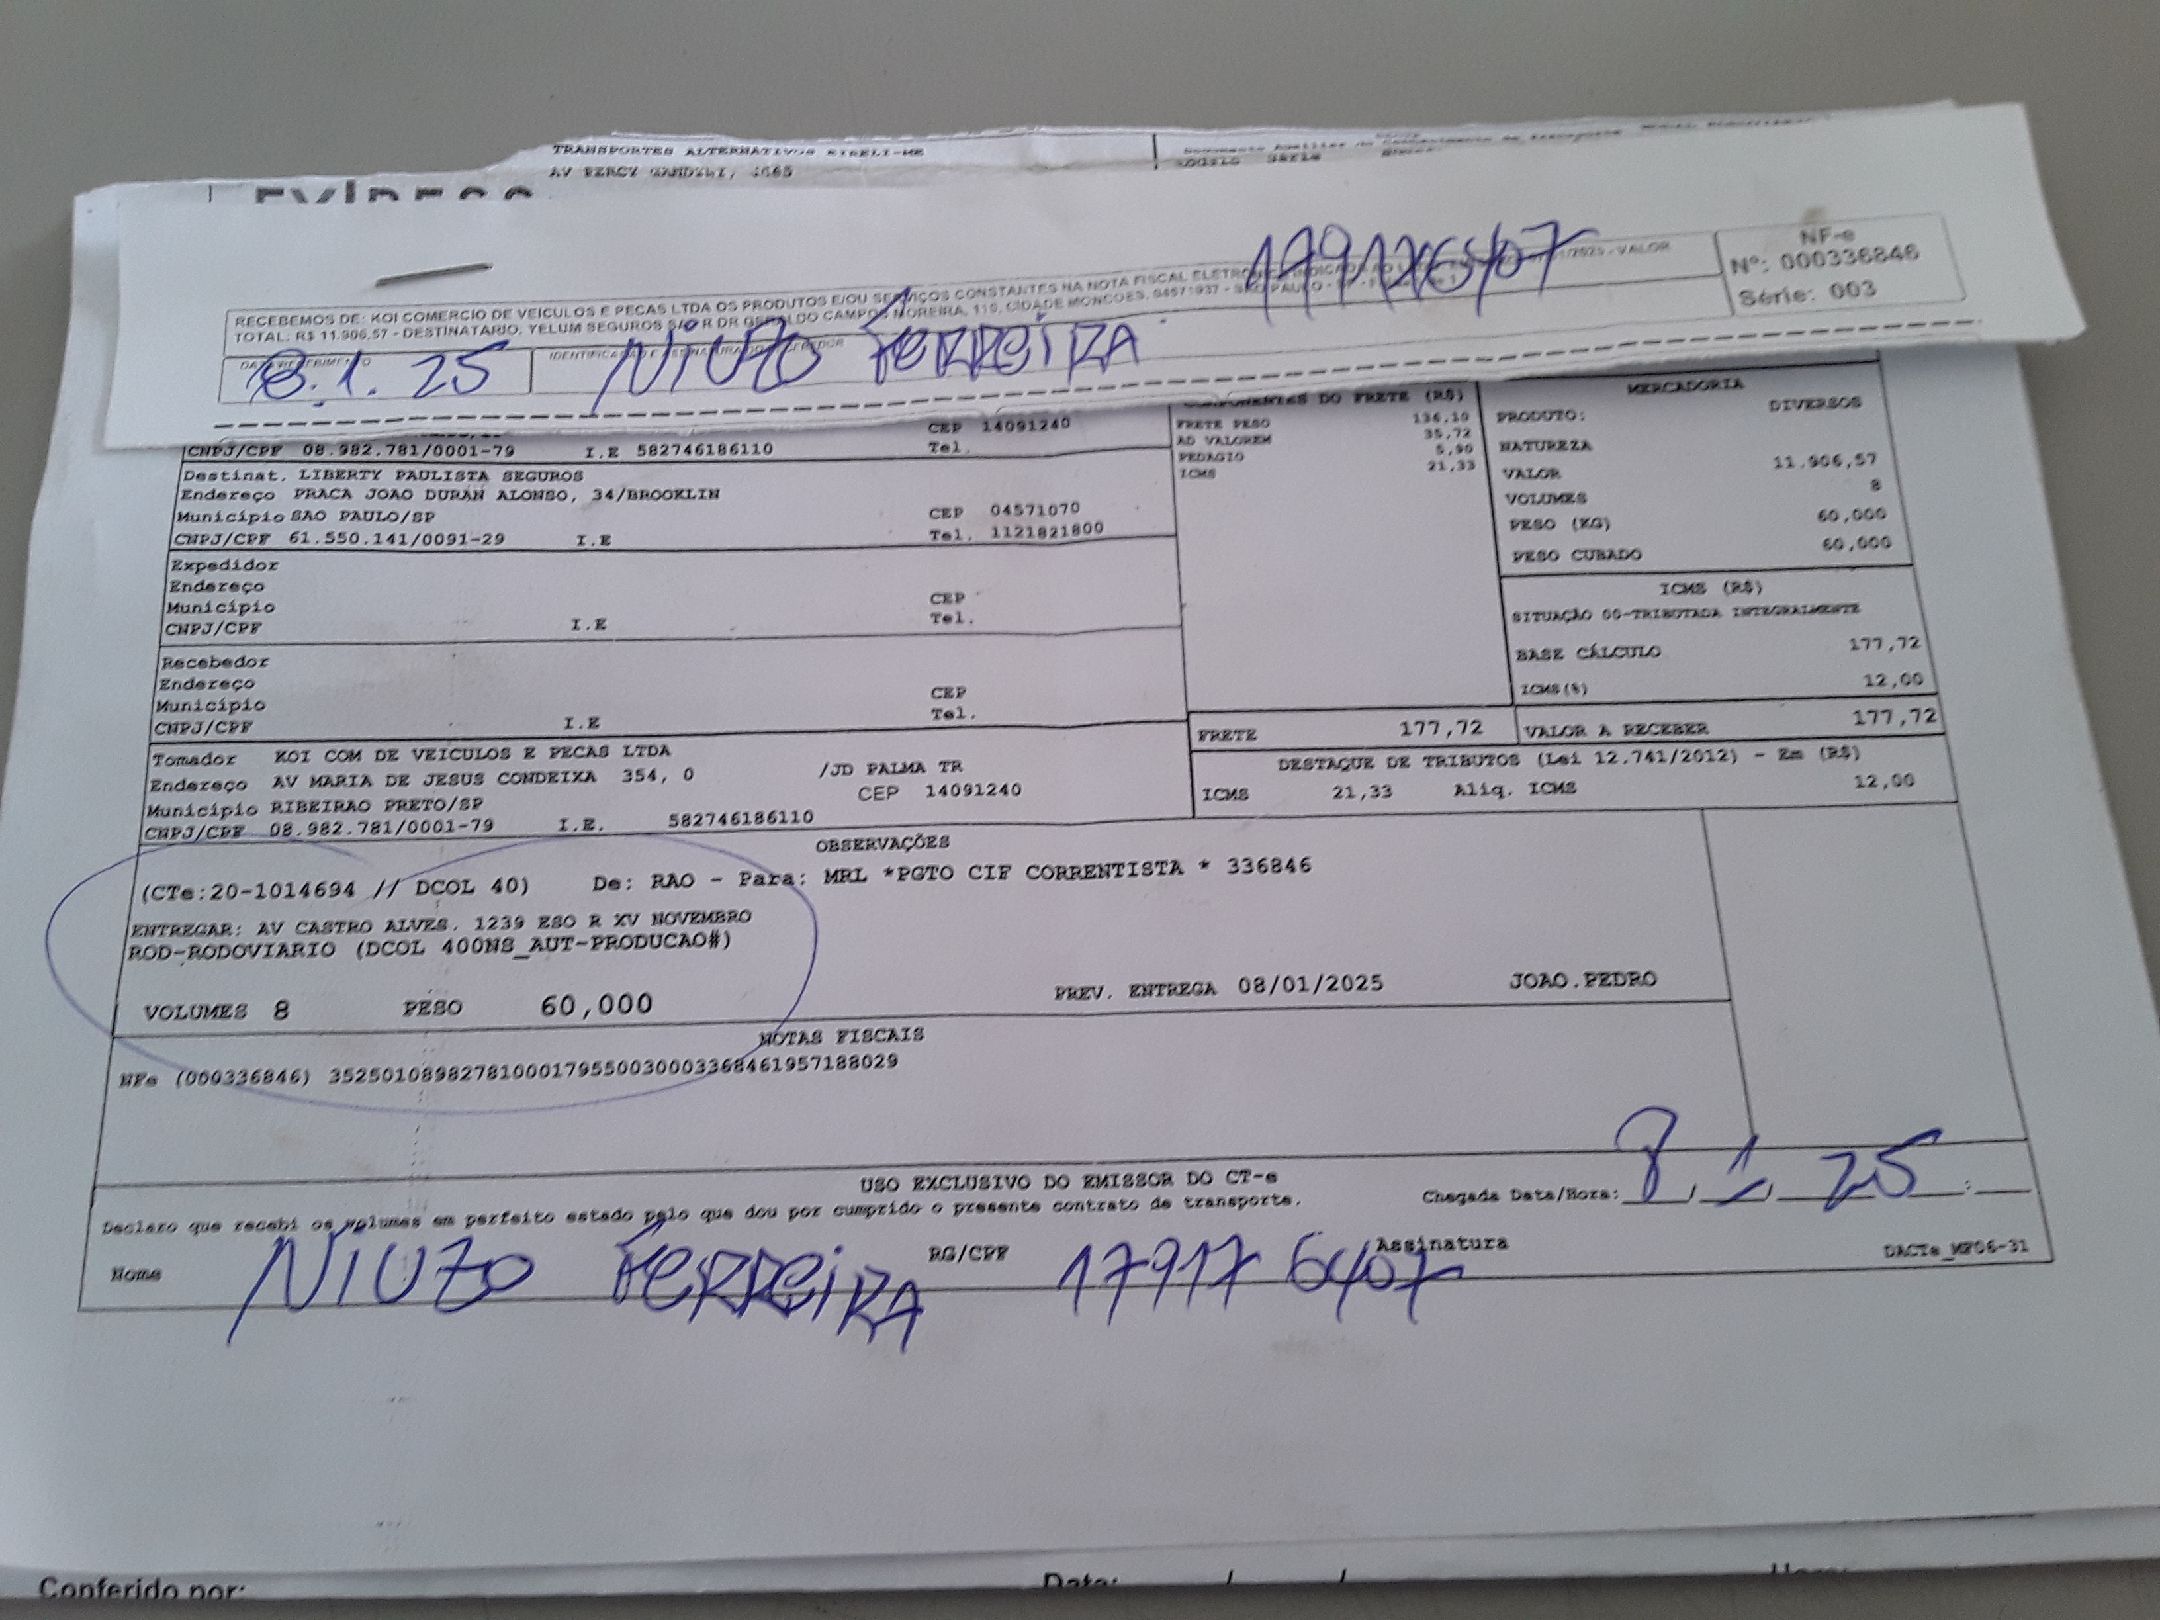 TRANSPORTES ALTERNATIVOS EIRELI-ME
AV PERCY GANDINI,
NF-e
Nº: 000336846
Série: 003
RECEBEMOS DE: KOI COMERCIO DE VEICULOS E PECAS LTDA OS PRODUTOS E/OU SERVIÇOS CONSTANTES NA NOTA FISCAL ELETRONICA INDICADA AO - VALOR
TOTAL: R$ 11.906,57 - DESTINATARIO: YELUM SEGUROS S/A R DR GERALDO CAMPOS MOREIRA, 110, CIDADE MONCOES, 04571937 - SAO PAULO - SP
8.1.25 NiUZO FeRReiRA
CEP 14091240
CNPJ/CPF 08.982.781/0001-79 I.E 582746186110 Tel.
Destinat. LIBERTY PAULISTA SEGUROS
Endereço PRACA JOAO DURAN ALONSO, 34/BROOKLIN
Município SAO PAULO/SP CEP 04571070
CNPJ/CPF 61.550.141/0091-29 I.E Tel. 1121821800
Expedidor
Endereço
Município CEP
CNPJ/CPF I.E Tel.
Recebedor
Endereço
Município CEP
CNPJ/CPF I.E Tel.
Tomador KOI COM DE VEICULOS E PECAS LTDA
Endereço AV MARIA DE JESUS CONDEIXA 354, 0 /JD PALMA TR
Município RIBEIRAO PRETO/SP CEP 14091240
CNPJ/CPF 08.982.781/0001-79 I.E. 582746186110
COMPONENTES DO FRETE (R$)
FRETE PESO
AD VALOREM 35,72
PEDAGIO 5,90
ICMS 21,33
FRETE 177,72
MERCADORIA
PRODUTO: DIVERSOS
NATUREZA
VALOR 11.906,57
VOLUMES 8
PESO (KG) 60,000
PESO CUBADO 60,000
ICMS (R$)
SITUAÇÃO 00-TRIBUTADA INTEGRALMENTE
BASE CÁLCULO 177,72
ICMS(%) 12,00
VALOR A RECEBER 177,72
DESTAQUE DE TRIBUTOS (Lei 12.741/2012) - Em (R$)
ICMS 21,33 Aliq. ICMS 12,00
OBSERVAÇÕES
(CTe:20-1014694 // DCOL 40) De: RAO - Para: MRL *PGTO CIF CORRENTISTA * 336846
ENTREGAR: AV CASTRO ALVES. 1239 ESO R XV NOVEMBRO
ROD-RODOVIARIO (DCOL 400NS_AUT-PRODUCAO#)
VOLUMES 8 PESO 60,000 PREV. ENTREGA 08/01/2025 JOAO.PEDRO
NOTAS FISCAIS
NFe (000336846) 35250108982781000179550030003368461957188029
USO EXCLUSIVO DO EMISSOR DO CT-e
Declaro que recebi os volumes em perfeito estado pelo que dou por cumprido o presente contrato de transporte. Chegada Data/Hora: 8/1/25 :
Nome NiUZO FeRReiRA RG/CPF 179176407 Assinatura DACTe_MF06-31
Conferido por: Data: / / Hora: